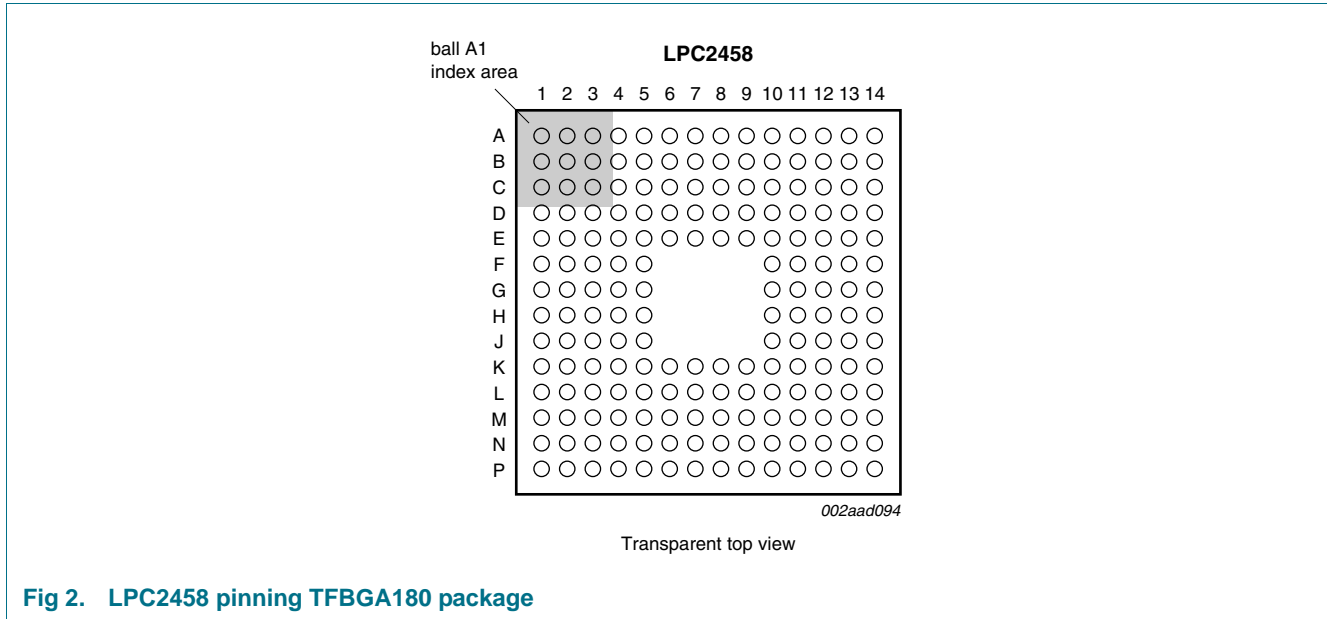 ball A1
index area
LPC2458
1 2 3 4 5 6 7 8 9 10 11 12 13 14
A
B
C
D
E
F
G
H
J
K
L
M
N
P
002aad094
Transparent top view
Fig 2. LPC2458 pinning TFBGA180 package